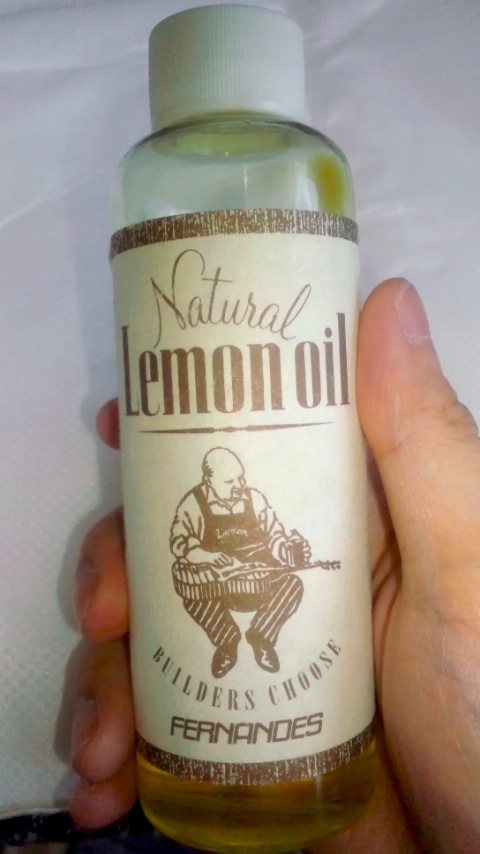 Natural
Lemon oil
Lemon
BUILDERS CHOOSE
FERNANDES